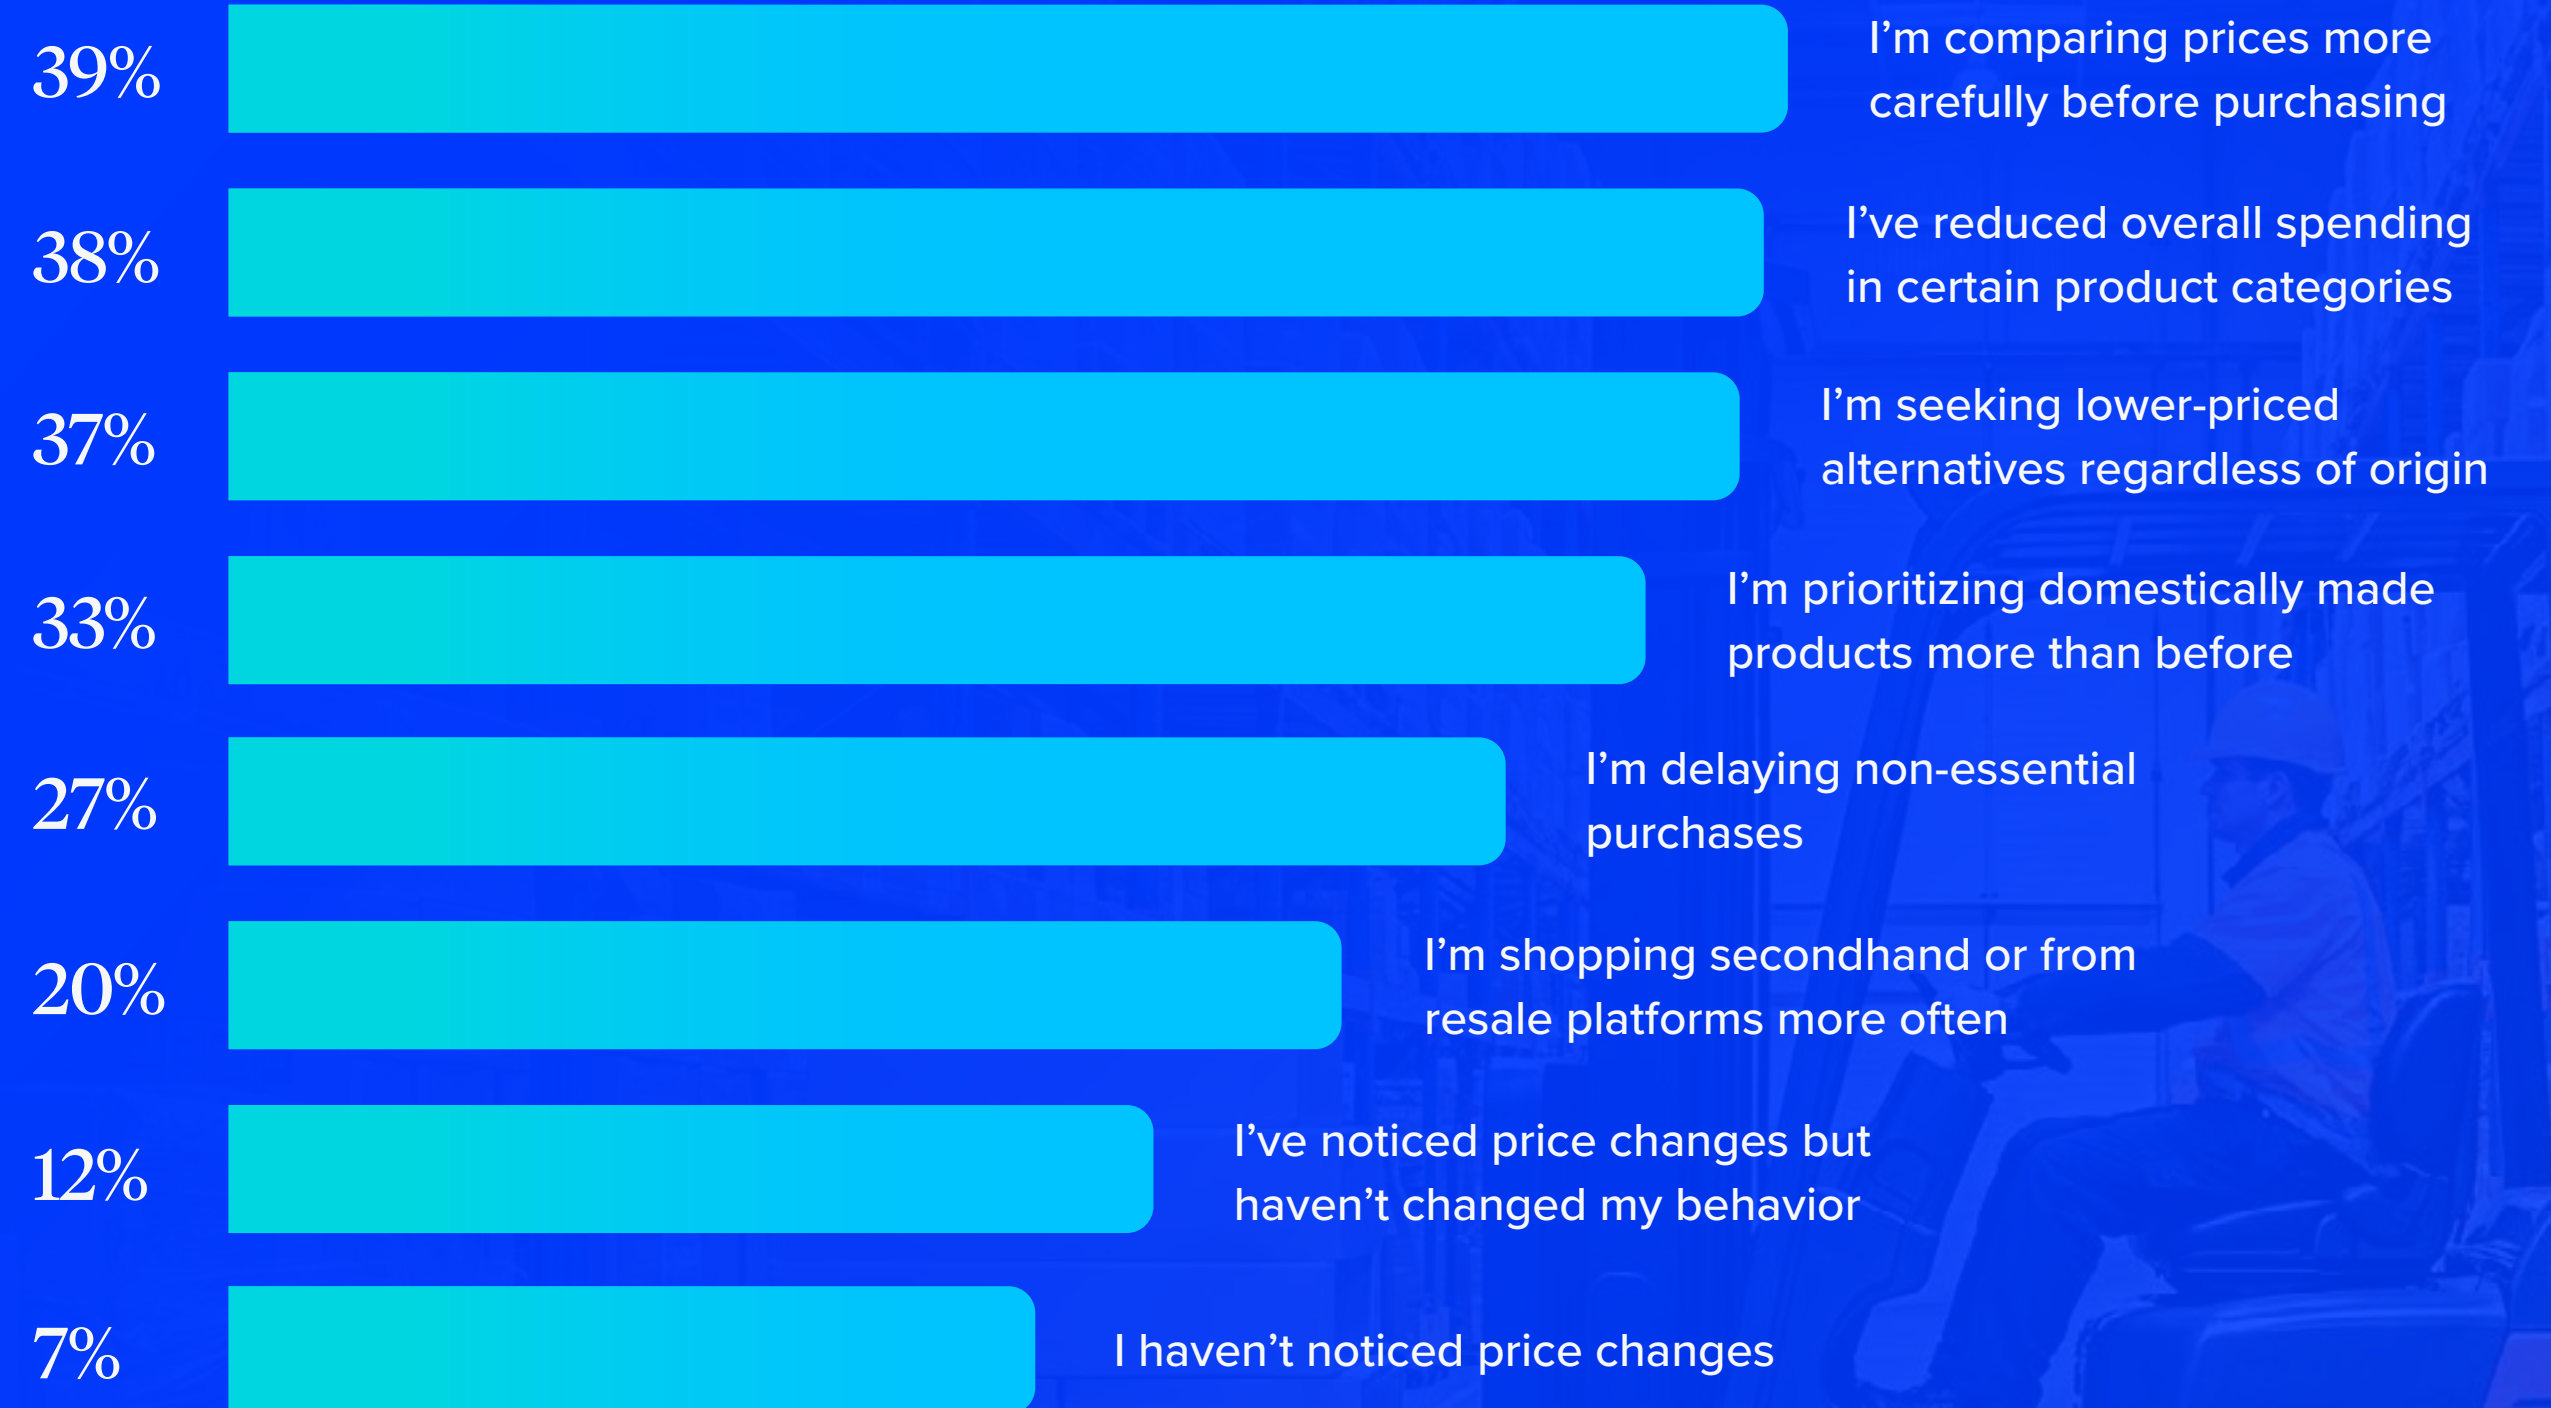 39%
I’m comparing prices more
carefully before purchasing
38%
I’ve reduced overall spending
in certain product categories
37%
I’m seeking lower-priced
alternatives regardless of origin
33%
I’m prioritizing domestically made
products more than before
27%
I’m delaying non-essential
purchases
20%
I’m shopping secondhand or from
resale platforms more often
12%
I’ve noticed price changes but
haven’t changed my behavior
7%
I haven’t noticed price changes